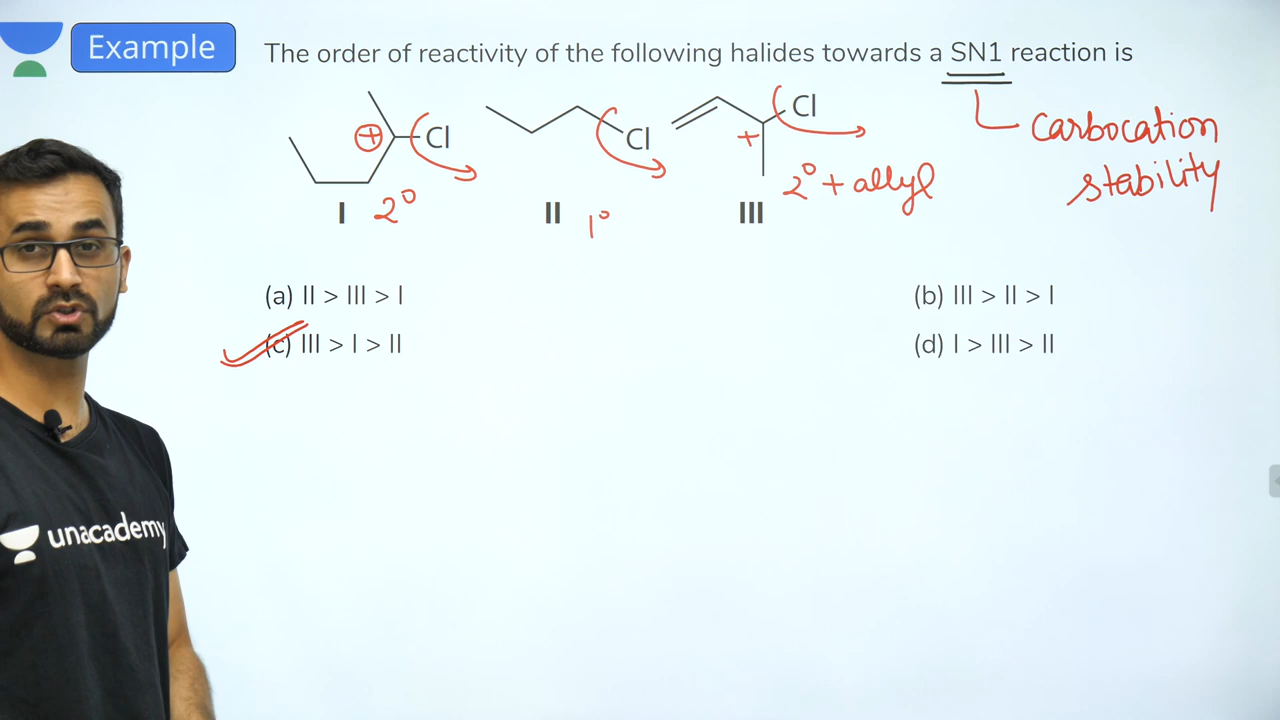 Example
The order of reactivity of the following halides towards a SN1 reaction is
Cl
Cl
Cl
+
+
carbocation
stability
I 2°
II 1°
III 2° + allyl
(a) II > III > I
(b) III > II > I
(c) III > I > II
(d) I > III > II
unacademy